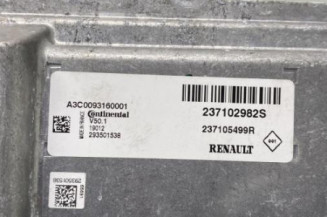 A3C0093160001
Continental
V50.1
19012
293501538
237102982S
237105499R
RENAULT